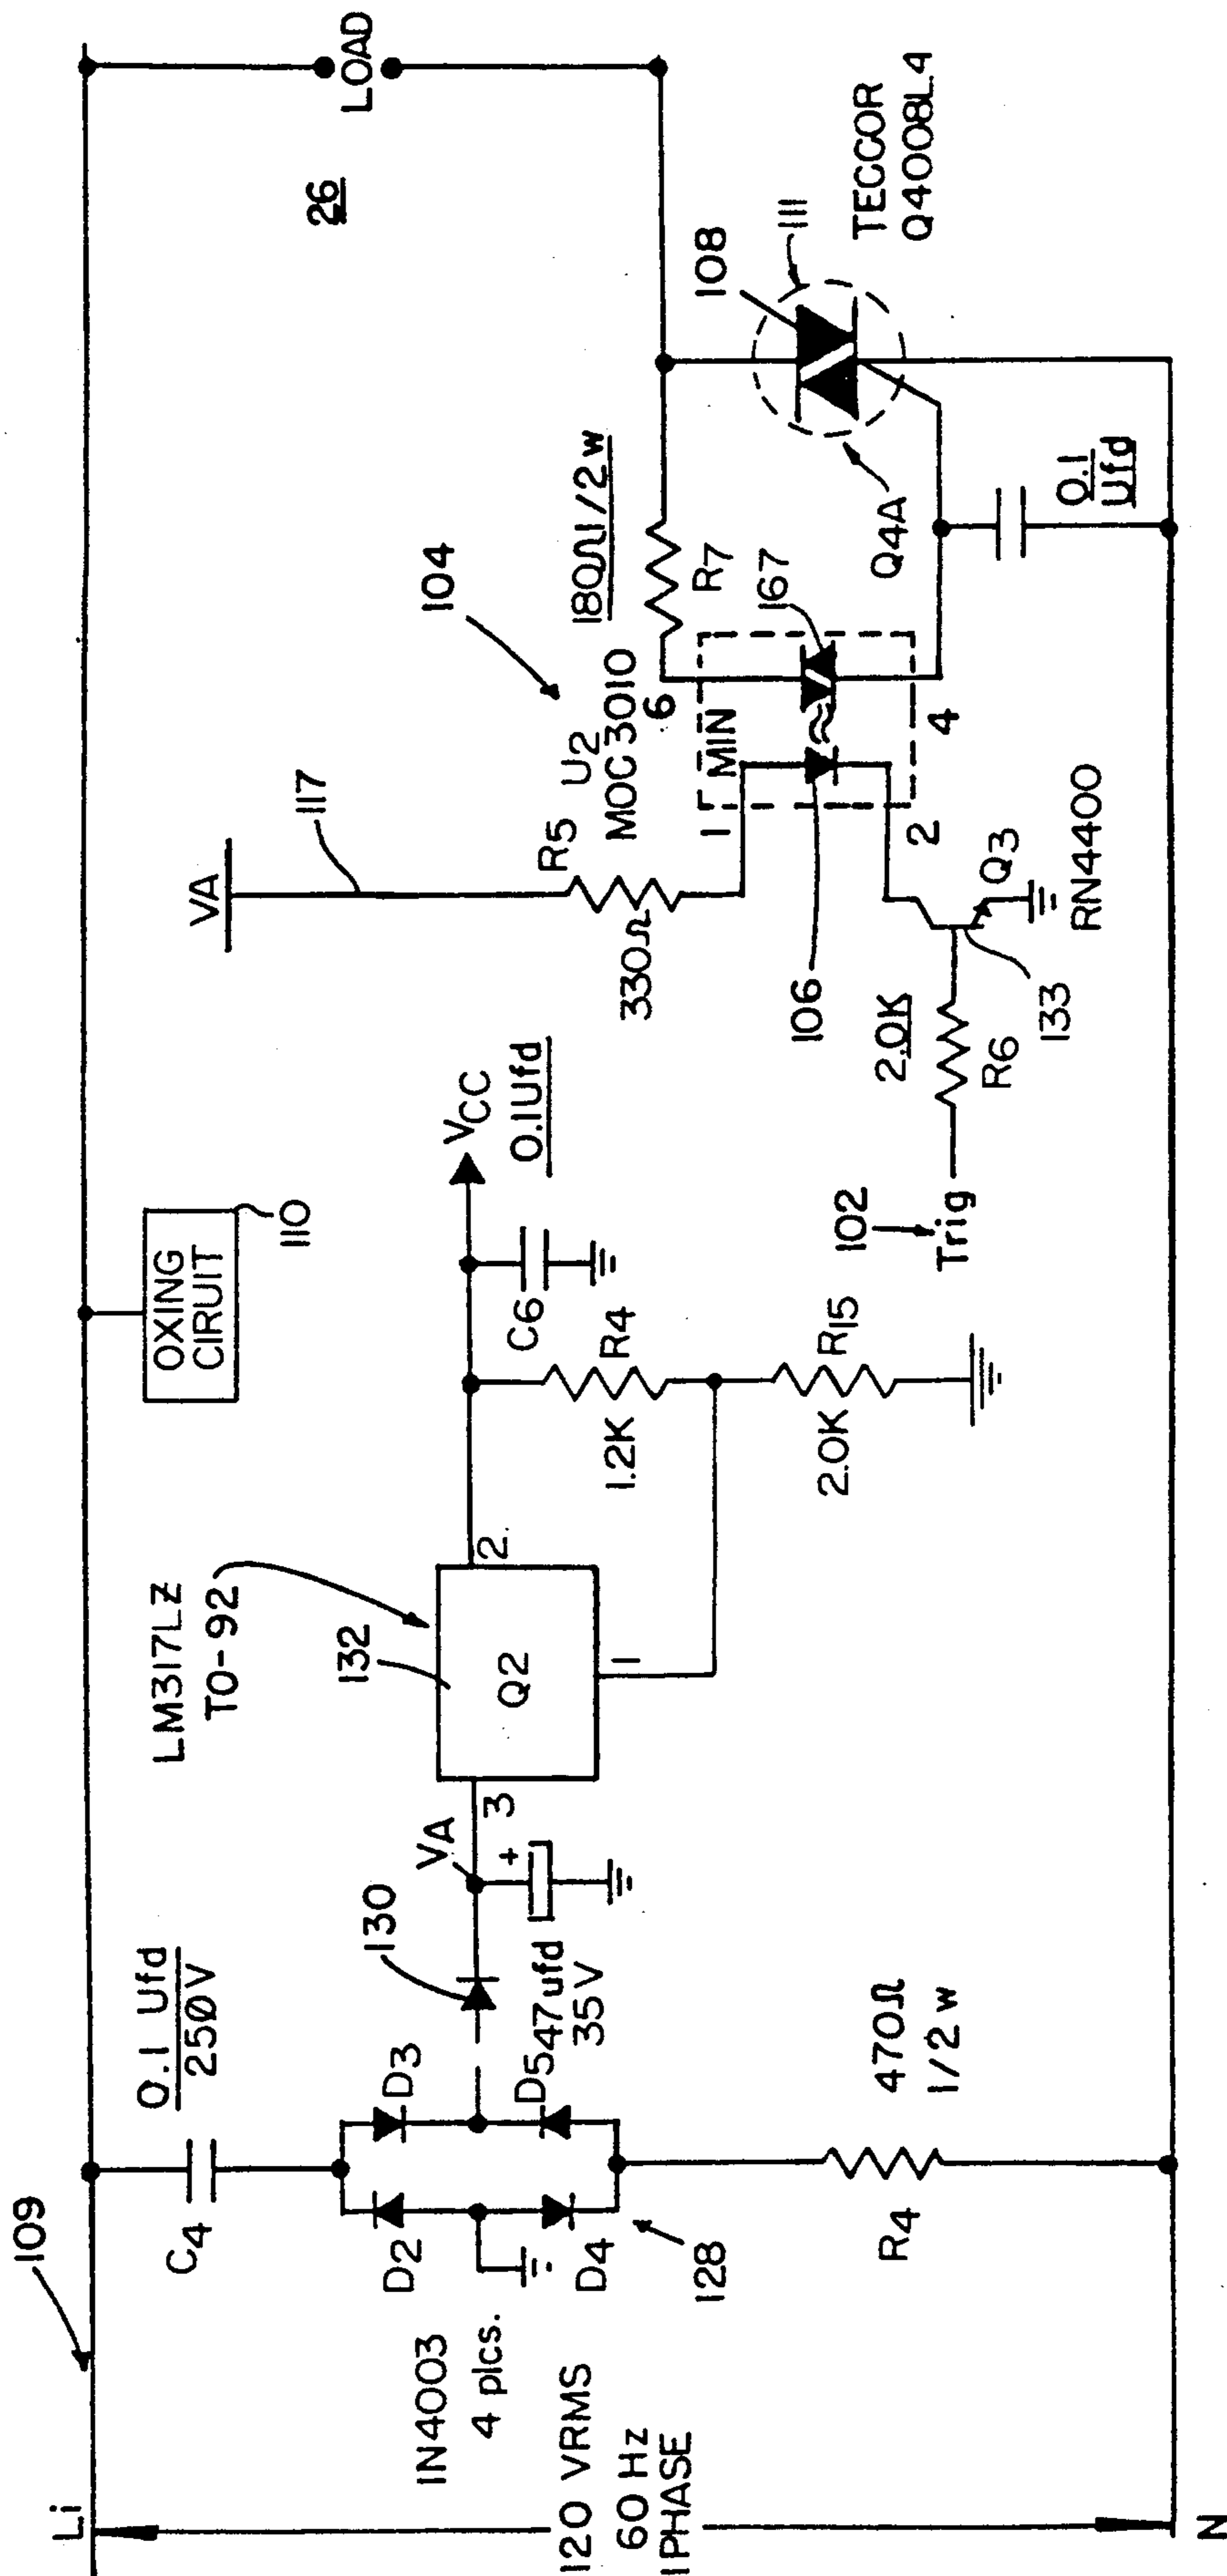 109
Li
120 VRMS
60 Hz
1PHASE
N
C4
0.1 Ufd
250V
1N4003
4 plcs.
D2
D3
D4
D5
128
R4
470Ω
1/2 w
130
VA
+
47ufd
35V
LM317LZ
TO-92
132
Q2
3
2
1
OXING
CIRUIT
110
VCC
0.1Ufd
C6
R4
1.2K
R15
2.0K
102
Trig
2.0K
R6
133
Q3
RN4400
VA
117
R5
330Ω
U2
MOC3010
104
1
MIN
6
2
4
106
167
180Ω1/2w
R7
Q4A
0.1
Ufd
108
111
TECCOR
Q4008L4
26
LOAD